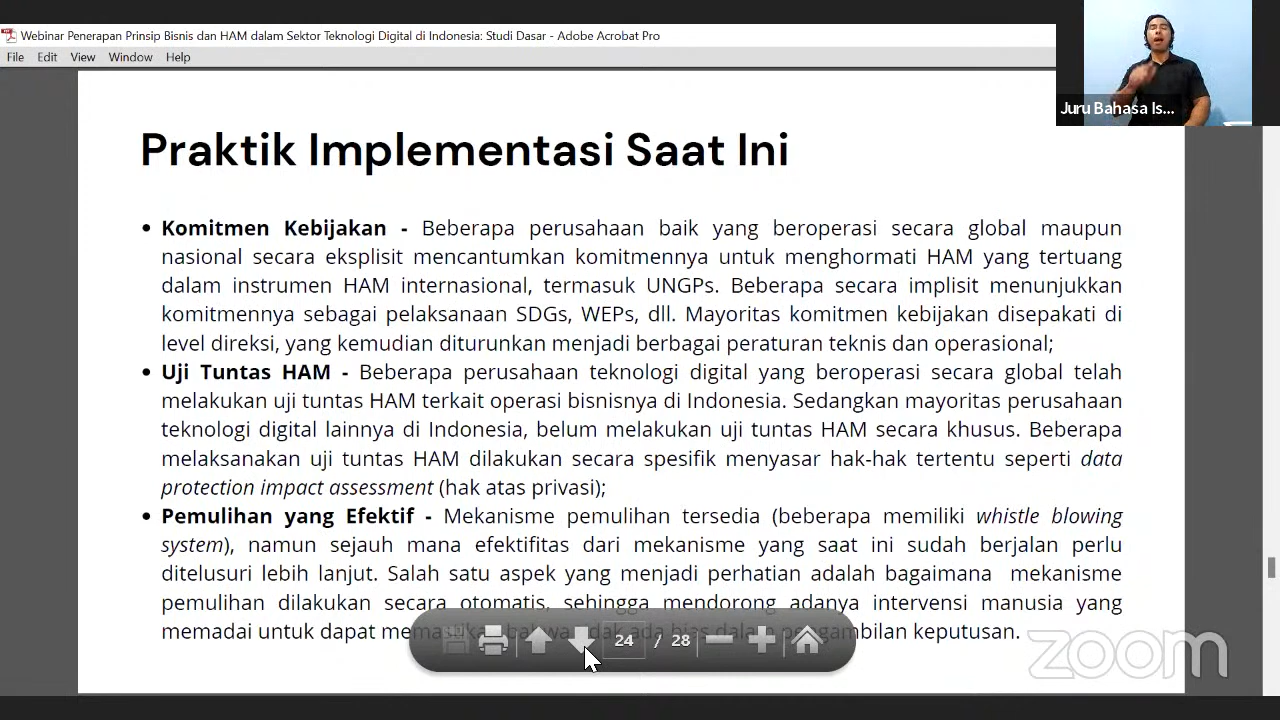 Webinar Penerapan Prinsip Bisnis dan HAM dalam Sektor Teknologi Digital di Indonesia: Studi Dasar - Adobe Acrobat Pro
File Edit View Window Help
Juru Bahasa Is...
Praktik Implementasi Saat Ini
• Komitmen Kebijakan - Beberapa perusahaan baik yang beroperasi secara global maupun
nasional secara eksplisit mencantumkan komitmennya untuk menghormati HAM yang tertuang
dalam instrumen HAM internasional, termasuk UNGPs. Beberapa secara implisit menunjukkan
komitmennya sebagai pelaksanaan SDGs, WEPs, dll. Mayoritas komitmen kebijakan disepakati di
level direksi, yang kemudian diturunkan menjadi berbagai peraturan teknis dan operasional;
• Uji Tuntas HAM - Beberapa perusahaan teknologi digital yang beroperasi secara global telah
melakukan uji tuntas HAM terkait operasi bisnisnya di Indonesia. Sedangkan mayoritas perusahaan
teknologi digital lainnya di Indonesia, belum melakukan uji tuntas HAM secara khusus. Beberapa
melaksanakan uji tuntas HAM dilakukan secara spesifik menyasar hak-hak tertentu seperti data
protection impact assessment (hak atas privasi);
• Pemulihan yang Efektif - Mekanisme pemulihan tersedia (beberapa memiliki whistle blowing
system), namun sejauh mana efektifitas dari mekanisme yang saat ini sudah berjalan perlu
ditelusuri lebih lanjut. Salah satu aspek yang menjadi perhatian adalah bagaimana mekanisme
pemulihan dilakukan secara otomatis, sehingga mendorong adanya intervensi manusia yang
memadai untuk dapat memastikan bahwa tidak ada bias dalam pengambilan keputusan.
24 / 28
zoom